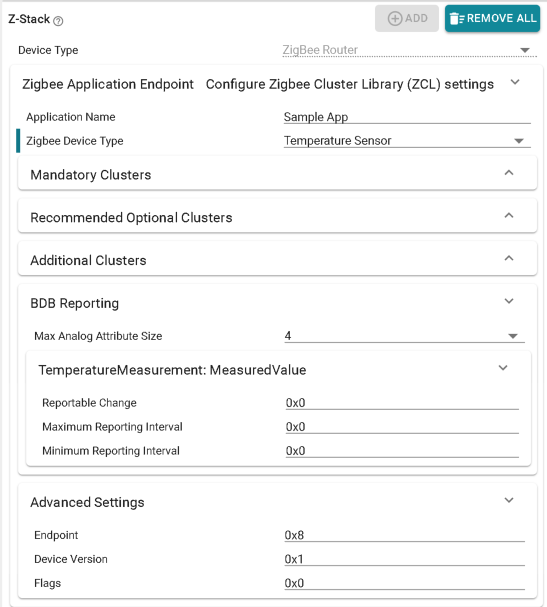 Z-Stack ADD REMOVE ALL
Device Type ZigBee Router
Zigbee Application Endpoint Configure Zigbee Cluster Library (ZCL) settings
Application Name Sample App
Zigbee Device Type Temperature Sensor
Mandatory Clusters
Recommended Optional Clusters
Additional Clusters
BDB Reporting
Max Analog Attribute Size 4
TemperatureMeasurement: MeasuredValue
Reportable Change 0x0
Maximum Reporting Interval 0x0
Minimum Reporting Interval 0x0
Advanced Settings
Endpoint 0x8
Device Version 0x1
Flags 0x0